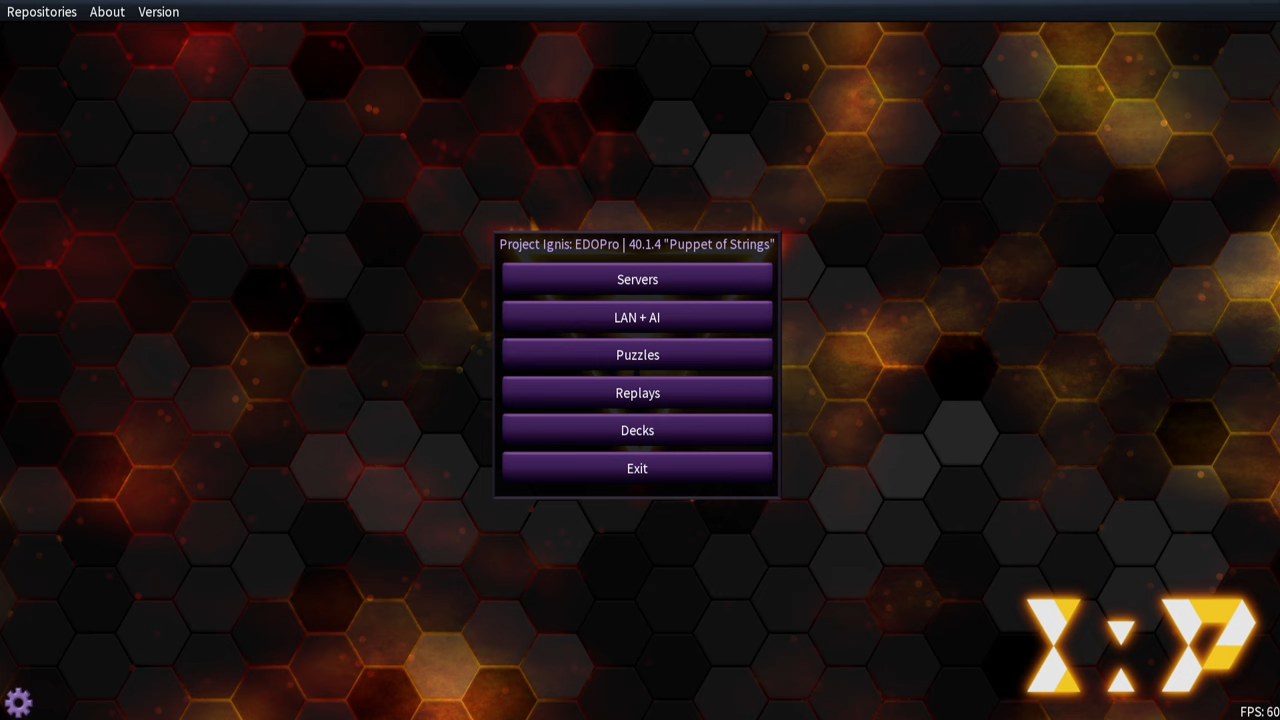 Repositories About Version
Project Ignis: EDOPro | 40.1.4 "Puppet of Strings"
Servers
LAN + AI
Puzzles
Replays
Decks
Exit
FPS: 60